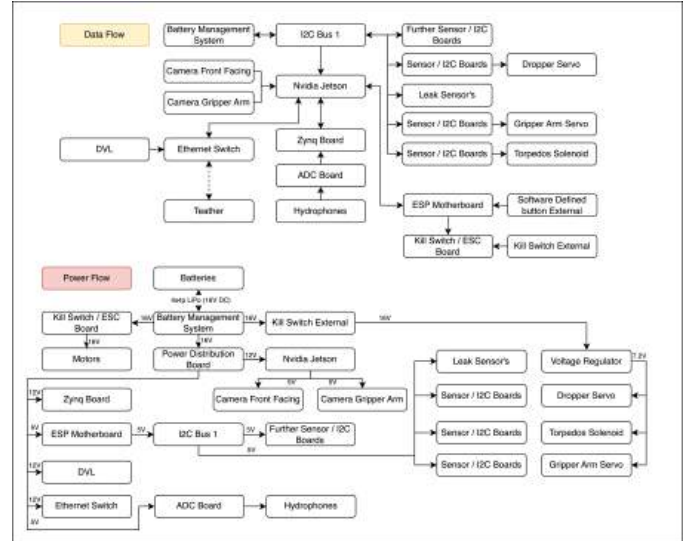 Data Flow
Battery Management
System
I2C Bus 1
Further Sensor / I2C
Boards
Camera Front Facing
Sensor / I2C Boards
Dropper Servo
Nvidia Jetson
Leak Sensor's
Camera Gripper Arm
Sensor / I2C Boards
Gripper Arm Servo
Zynq Board
DVL
Ethernet Switch
Sensor / I2C Boards
Torpedos Solenoid
ADC Board
Teather
Hydrophones
ESP Motherboard
Software Defined
button External
Kill Switch / ESC
Board
Kill Switch External
Power Flow
Batteries
LiPo (16V DC)
Kill Switch / ESC
Board
16V
Battery Management
System
16V
Kill Switch External
16V
16V
16V
Motors
Power Distribution
Board
12V
Nvidia Jetson
Leak Sensor's
Voltage Regulator
7.2V
5V
5V
12V
Zynq Board
Camera Front Facing
Camera Gripper Arm
Sensor / I2C Boards
Dropper Servo
5V
ESP Motherboard
5V
I2C Bus 1
5V
Further Sensor / I2C
Boards
Sensor / I2C Boards
Torpedos Solenoid
5V
12V
DVL
Sensor / I2C Boards
Gripper Arm Servo
12V
Ethernet Switch
ADC Board
Hydrophones
5V